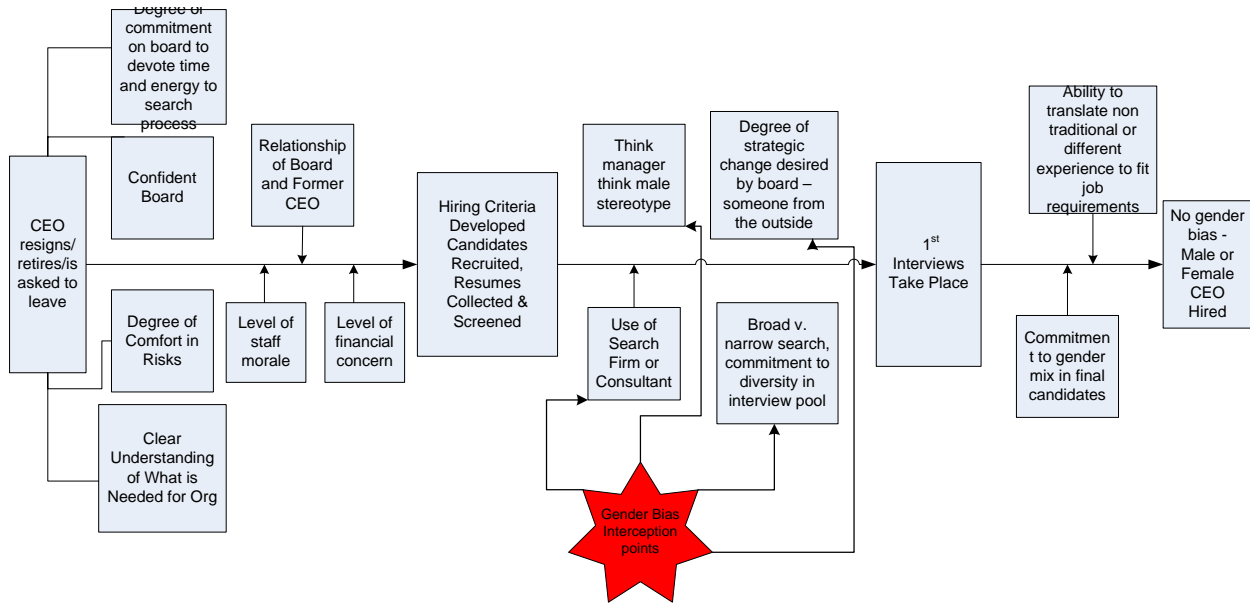 Degree of
commitment
on board to
devote time
and energy to
search
process
Confident
Board
CEO
resigns/
retires/is
asked to
leave
Degree of
Comfort in
Risks
Clear
Understanding
of What is
Needed for Org
Relationship
of Board
and Former
CEO
Level of
staff
morale
Level of
financial
concern
Hiring Criteria
Developed
Candidates
Recruited,
Resumes
Collected &
Screened
Think
manager
think male
stereotype
Degree of
strategic
change desired
by board –
someone from
the outside
Use of
Search
Firm or
Consultant
Broad v.
narrow search,
commitment to
diversity in
interview pool
Gender Bias
Interception
points
1st
Interviews
Take Place
Ability to
translate non
traditional or
different
experience to fit
job
requirements
Commitmen
t to gender
mix in final
candidates
No gender
bias -
Male or
Female
CEO
Hired